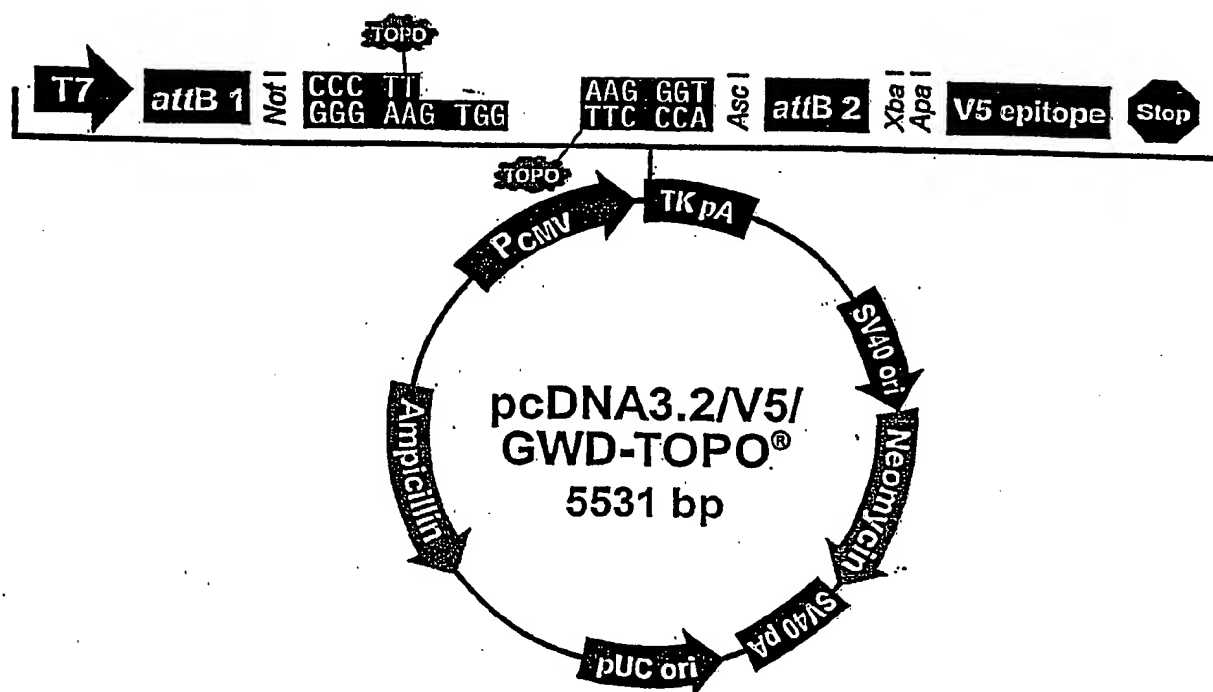 TOPO
T7
attB 1
Not I
CCC TT
GGG AAG TGG
AAG GGT
TTC CCA
Asc I
attB 2
Xba I
Apa I
V5 epitope
Stop
TOPO
PCMV
TK pA
SV40 ori
Neomycin
SV40 pA
pUC ori
Ampicillin
pcDNA3.2/V5/
GWD-TOPO®
5531 bp